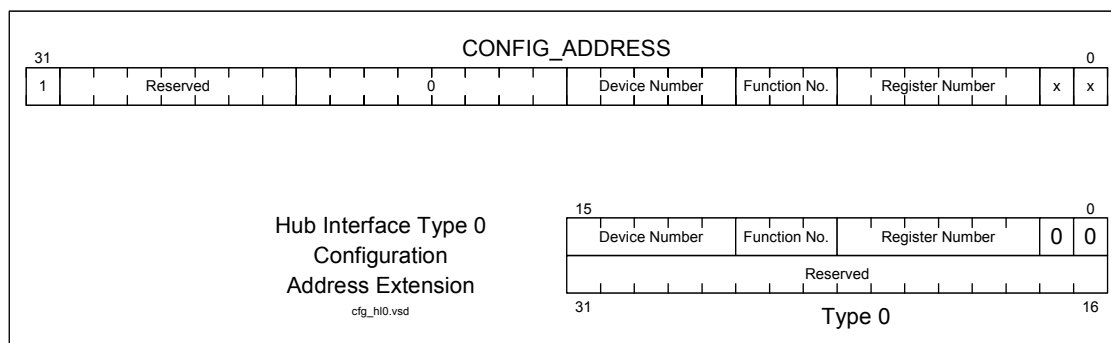 CONFIG_ADDRESS
31 0
1 Reserved 0 Device Number Function No. Register Number x x
15 0
Hub Interface Type 0
Device Number Function No. Register Number 0 0
Configuration
Reserved
Address Extension
31 16
cfg_hl0.vsd
Type 0